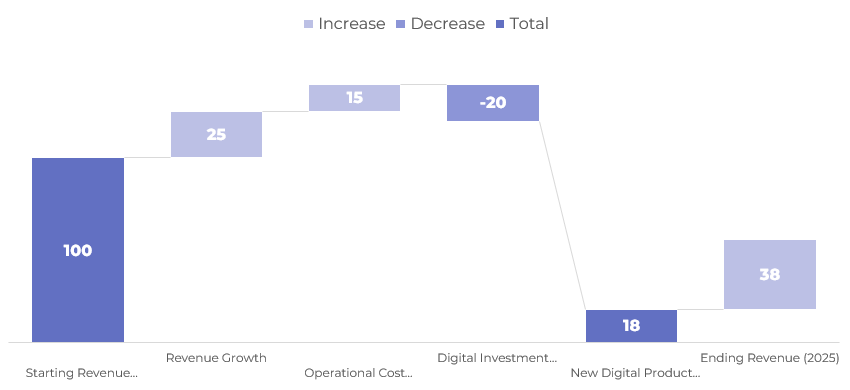 Increase Decrease Total
15
-20
25
100
38
18
Revenue Growth
Digital Investment...
Ending Revenue (2025)
Starting Revenue...
Operational Cost...
New Digital Product...